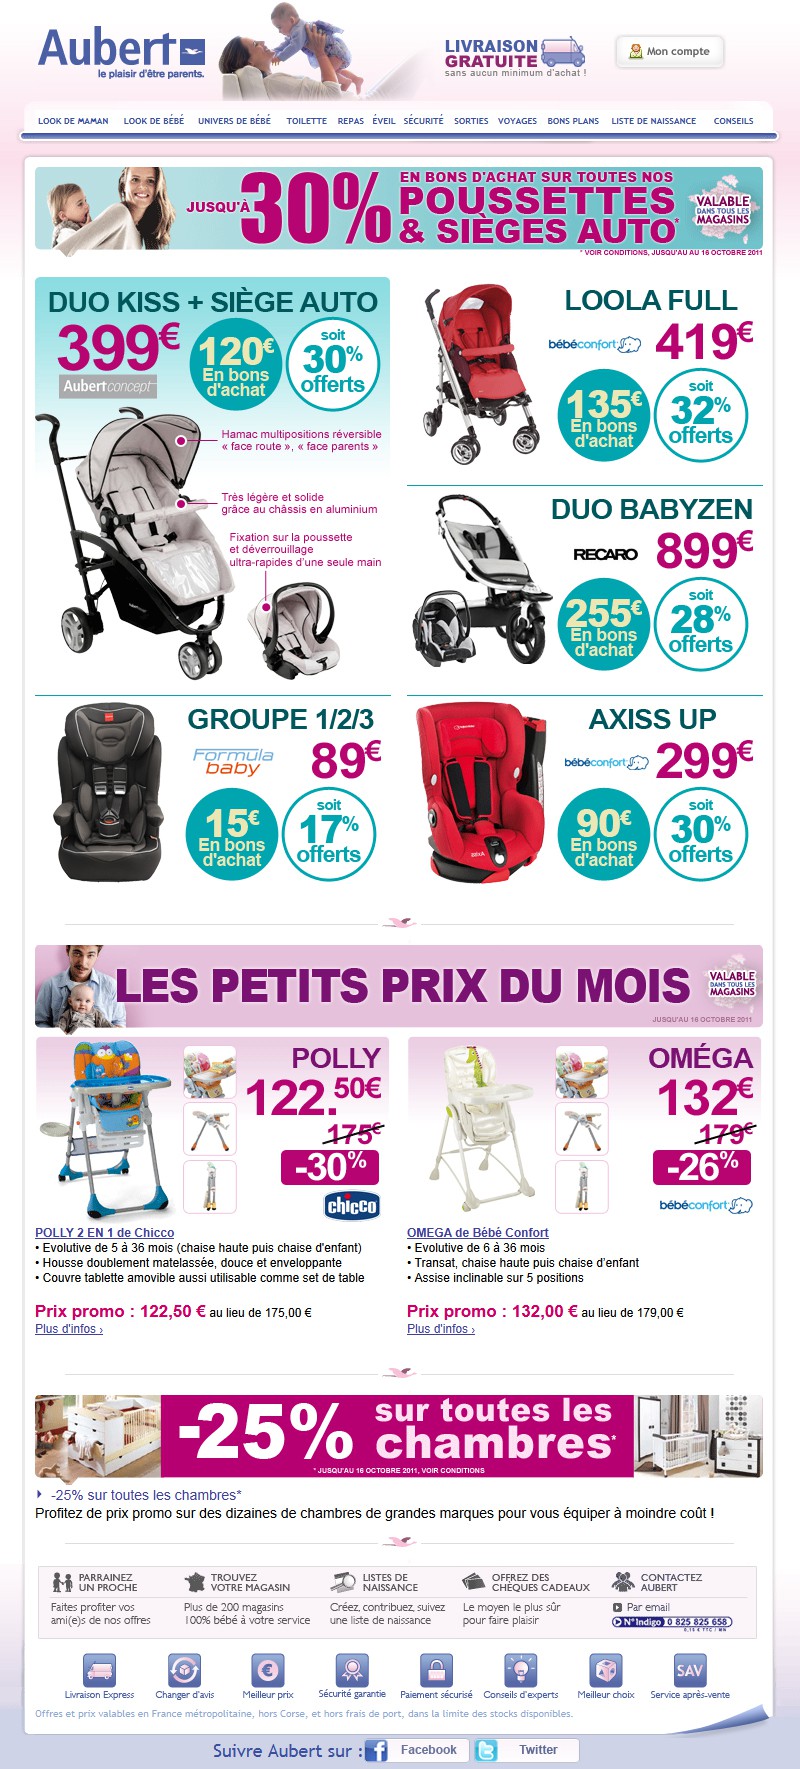 Aubert
le plaisir d'être parents.
LIVRAISON
GRATUITE
sans aucun minimum d'achat !
Mon compte
LOOK DE MAMAN LOOK DE BÉBÉ UNIVERS DE BÉBÉ TOILETTE REPAS ÉVEIL SÉCURITÉ SORTIES VOYAGES BONS PLANS LISTE DE NAISSANCE CONSEILS
JUSQU'À 30%
EN BONS D'ACHAT SUR TOUTES NOS
POUSSETTES
& SIÈGES AUTO*
VALABLE
DANS TOUS LES
MAGASINS
* VOIR CONDITIONS, JUSQU'AU AU 16 OCTOBRE 2011
DUO KISS + SIÈGE AUTO
399€
Aubert concept
120€
En bons
d'achat
soit
30%
offerts
Hamac multipositions réversible
« face route », « face parents »
Très légère et solide
grâce au châssis en aluminium
Fixation sur la poussette
et déverrouillage
ultra-rapides d'une seule main
LOOLA FULL
bébéconfort
419€
135€
En bons
d'achat
soit
32%
offerts
DUO BABYZEN
RECARO
899€
255€
En bons
d'achat
soit
28%
offerts
GROUPE 1/2/3
Formula
baby
89€
15€
En bons
d'achat
soit
17%
offerts
AXISS UP
bébéconfort
299€
90€
En bons
d'achat
soit
30%
offerts
LES PETITS PRIX DU MOIS
VALABLE
DANS TOUS LES
MAGASINS
JUSQU'AU 16 OCTOBRE 2011
POLLY
122.50€
175€
-30%
chicco
POLLY 2 EN 1 de Chicco
• Evolutive de 5 à 36 mois (chaise haute puis chaise d'enfant)
• Housse doublement matelassée, douce et enveloppante
• Couvre tablette amovible aussi utilisable comme set de table
Prix promo : 122,50 € au lieu de 175,00 €
Plus d'infos ›
OMÉGA
132€
179€
-26%
bébéconfort
OMEGA de Bébé Confort
• Evolutive de 6 à 36 mois
• Transat, chaise haute puis chaise d'enfant
• Assise inclinable sur 5 positions
Prix promo : 132,00 € au lieu de 179,00 €
Plus d'infos ›
-25% sur toutes les
chambres*
* JUSQU'AU 16 OCTOBRE 2011, VOIR CONDITIONS
-25% sur toutes les chambres*
Profitez de prix promo sur des dizaines de chambres de grandes marques pour vous équiper à moindre coût !
PARRAINEZ
UN PROCHE
Faites profiter vos
ami(e)s de nos offres
TROUVEZ
VOTRE MAGASIN
Plus de 200 magasins
100% bébé à votre service
LISTES DE
NAISSANCE
Créez, contribuez, suivez
une liste de naissance
OFFREZ DES
CHÈQUES CADEAUX
Le moyen le plus sûr
pour faire plaisir
CONTACTEZ
AUBERT
Par email
N°Indigo 0 825 825 658
0,15 € TTC / MN
Livraison Express
Changer d'avis
Meilleur prix
Sécurité garantie
Paiement sécurisé
Conseils d'experts
Meilleur choix
SAV
Service après-vente
Offres et prix valables en France métropolitaine, hors Corse, et hors frais de port, dans la limite des stocks disponibles.
Suivre Aubert sur : Facebook Twitter